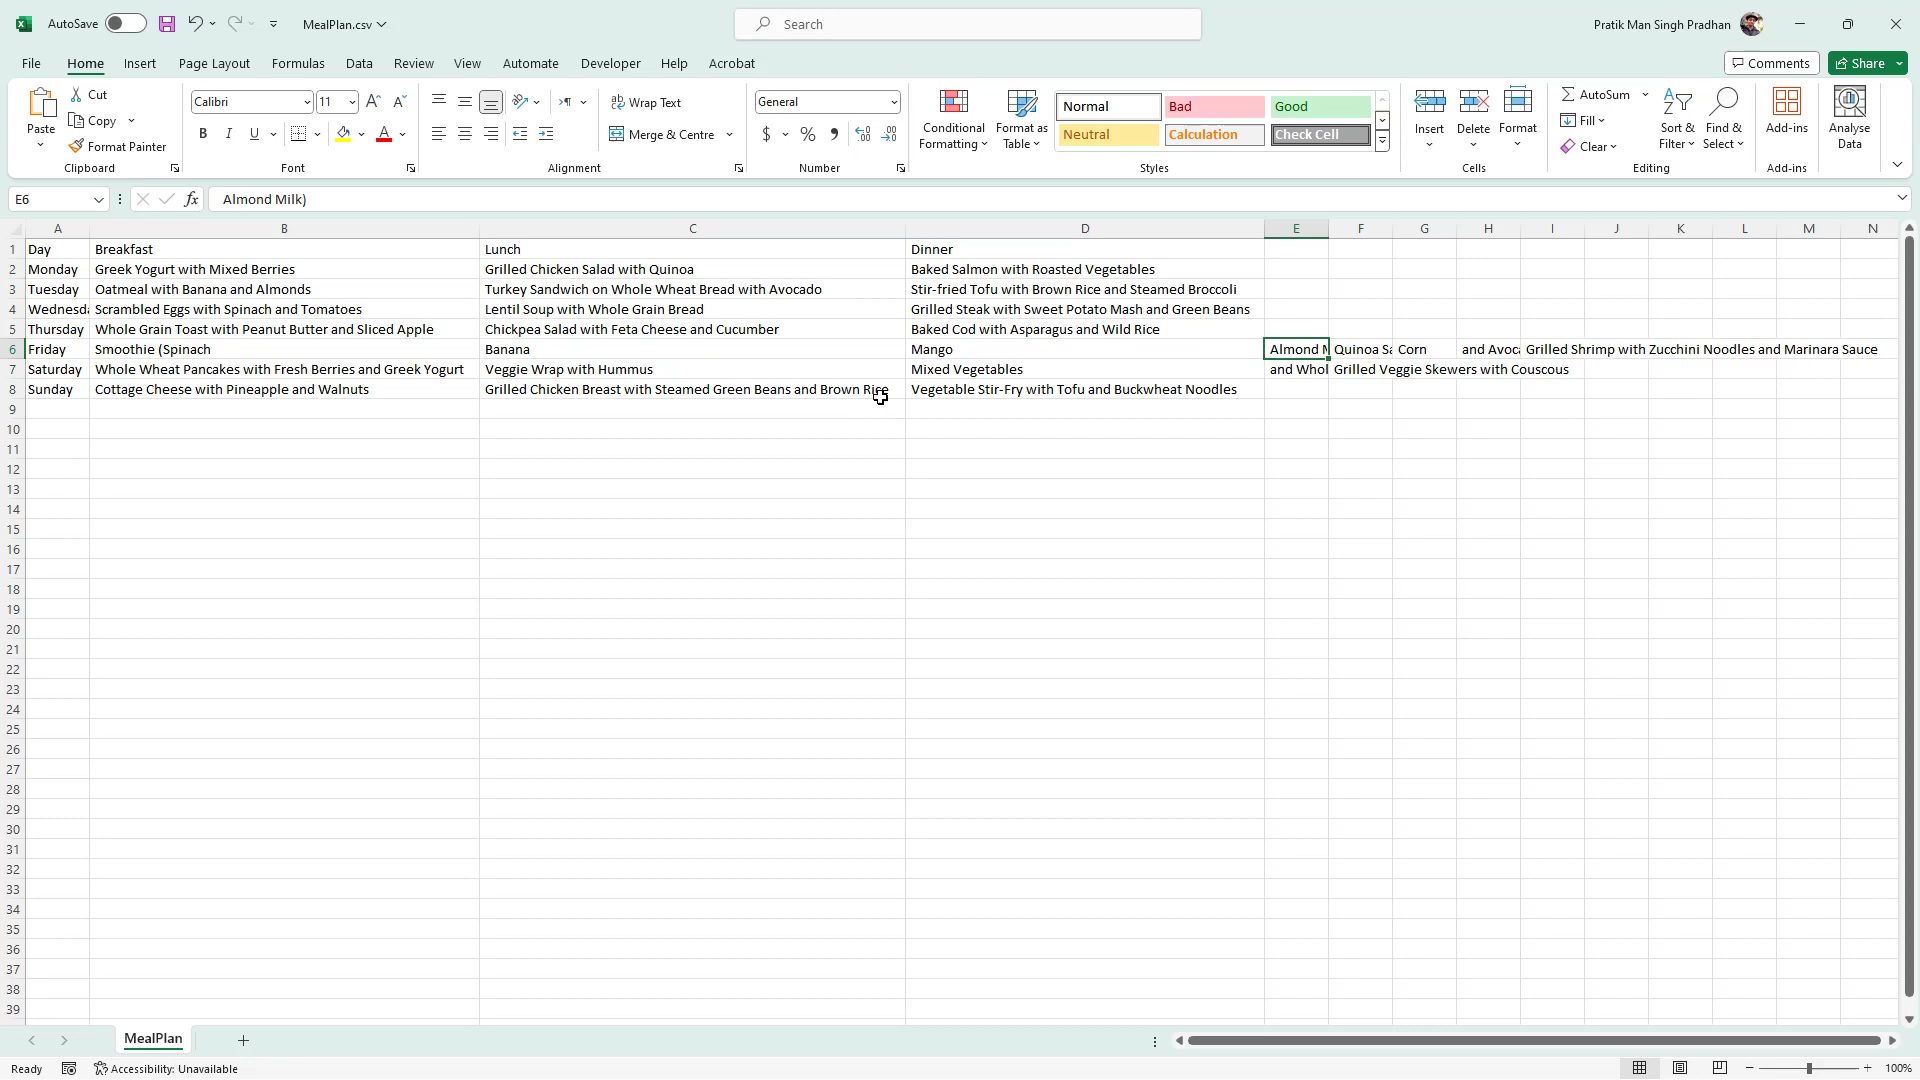 AutoSave
MealPlan.csv
Search
Pratik Man Singh Pradhan
File Home Insert Page Layout Formulas Data Review View Automate Developer Help Acrobat
Comments Share
Paste
Cut
Copy
Format Painter
Clipboard
Calibri 11
B I U
Font
Wrap Text
Merge & Centre
Alignment
General
$ % ,
Number
Conditional Formatting
Format as Table
Normal Bad Good
Neutral Calculation Check Cell
Styles
Insert Delete Format
Cells
AutoSum
Fill
Clear
Sort & Filter
Find & Select
Editing
Add-ins
Add-ins
Analyse Data
E6 fx Almond Milk)
A B C D E F G H I J K L M N
1 Day Breakfast Lunch Dinner
2 Monday Greek Yogurt with Mixed Berries Grilled Chicken Salad with Quinoa Baked Salmon with Roasted Vegetables
3 Tuesday Oatmeal with Banana and Almonds Turkey Sandwich on Whole Wheat Bread with Avocado Stir-fried Tofu with Brown Rice and Steamed Broccoli
4 Wednesda Scrambled Eggs with Spinach and Tomatoes Lentil Soup with Whole Grain Bread Grilled Steak with Sweet Potato Mash and Green Beans
5 Thursday Whole Grain Toast with Peanut Butter and Sliced Apple Chickpea Salad with Feta Cheese and Cucumber Baked Cod with Asparagus and Wild Rice
6 Friday Smoothie (Spinach Banana Mango Almond M Quinoa Sa Corn and Avoca Grilled Shrimp with Zucchini Noodles and Marinara Sauce
7 Saturday Whole Wheat Pancakes with Fresh Berries and Greek Yogurt Veggie Wrap with Hummus Mixed Vegetables and Whol Grilled Veggie Skewers with Couscous
8 Sunday Cottage Cheese with Pineapple and Walnuts Grilled Chicken Breast with Steamed Green Beans and Brown Rice Vegetable Stir-Fry with Tofu and Buckwheat Noodles
9
10
11
12
13
14
15
16
17
18
19
20
21
22
23
24
25
26
27
28
29
30
31
32
33
34
35
36
37
38
39
MealPlan
Ready Accessibility: Unavailable 100%